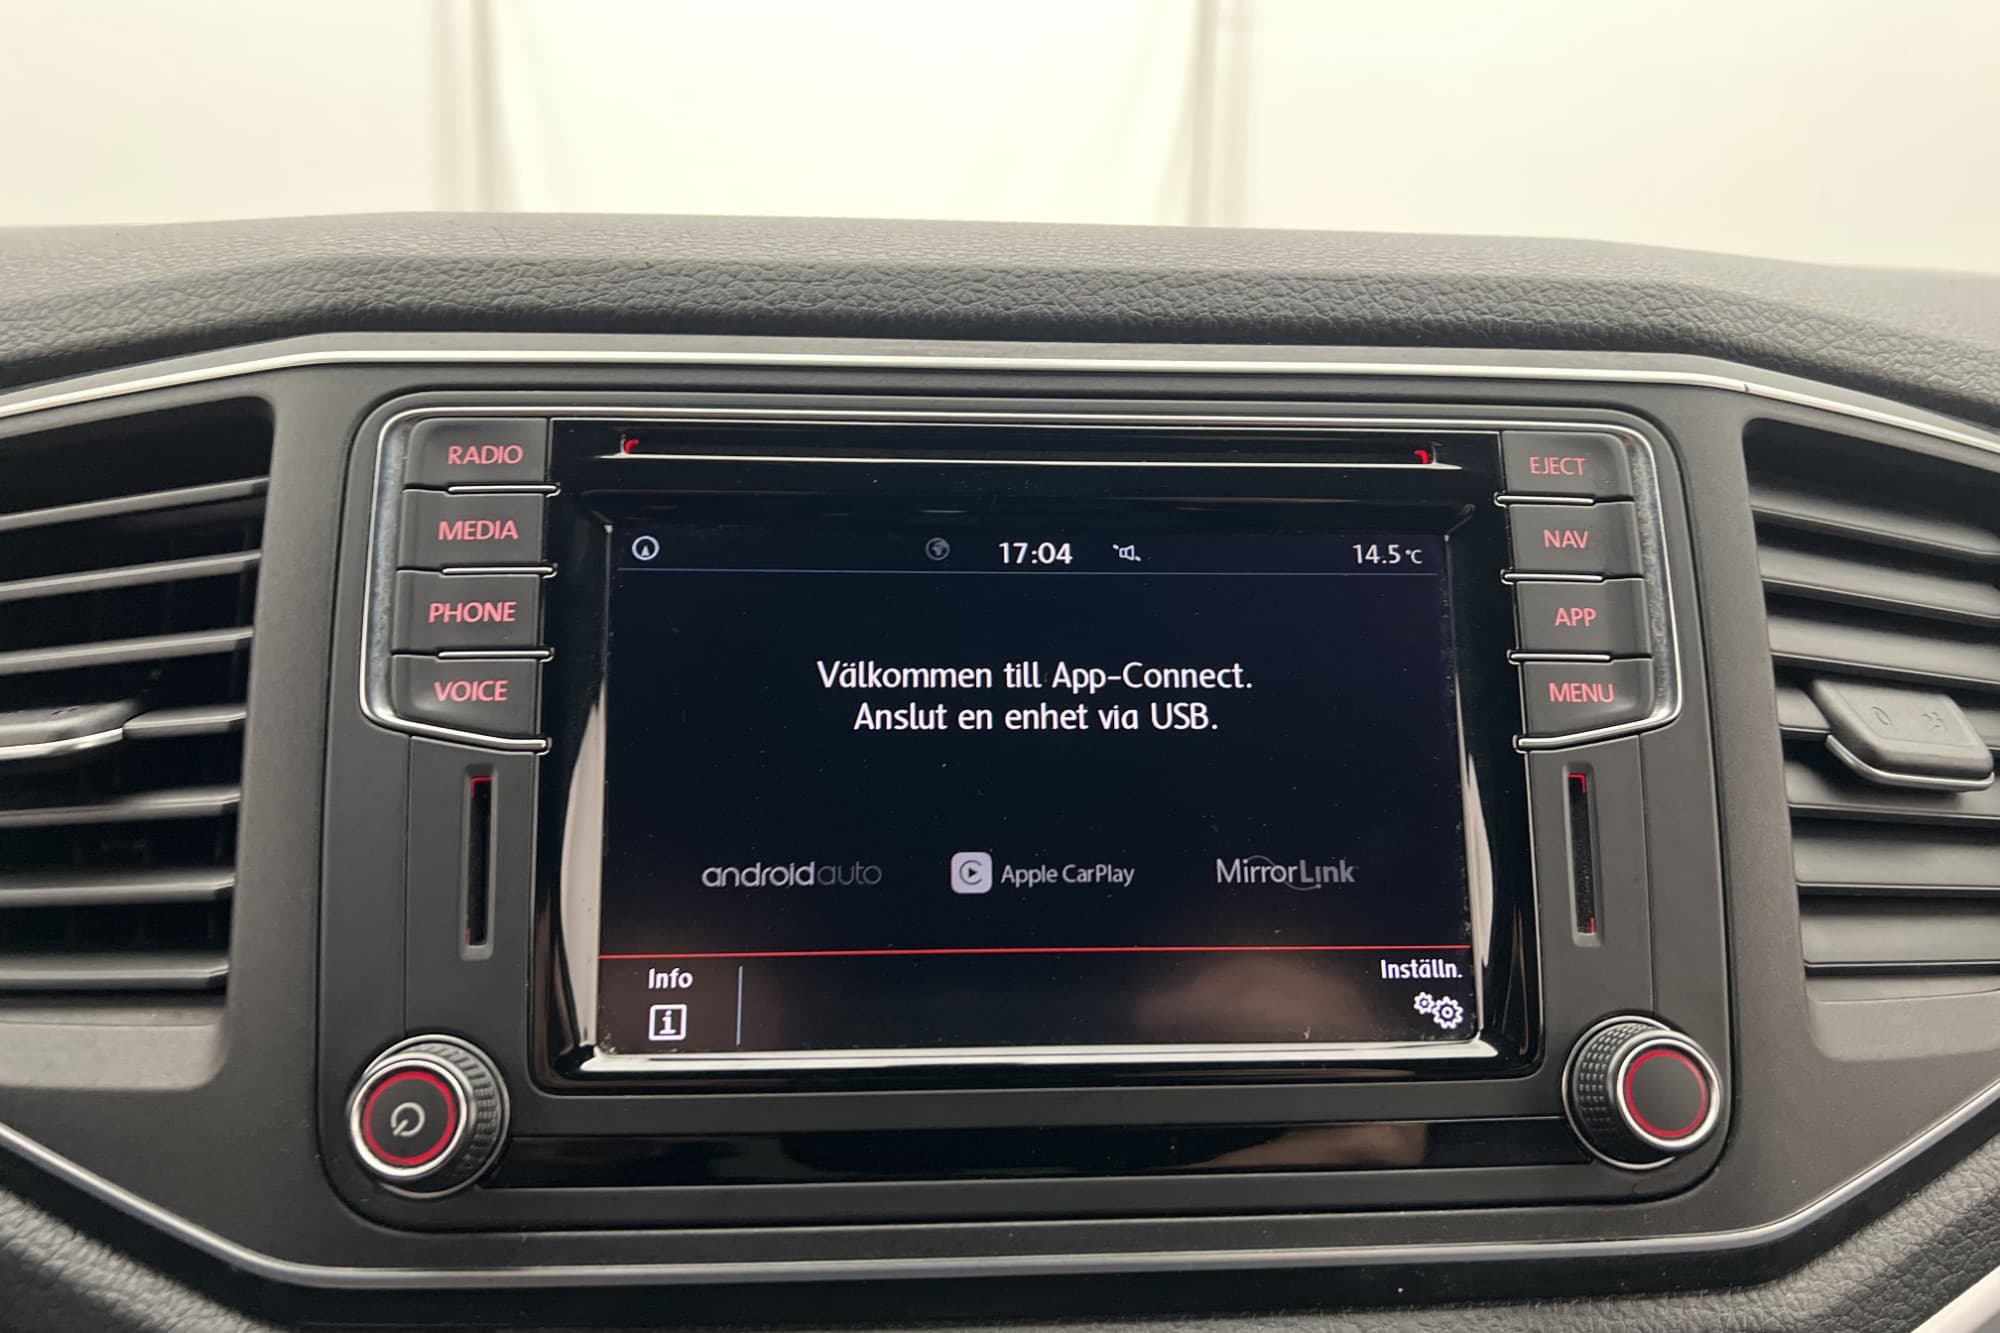 RADIO
MEDIA
PHONE
VOICE
EJECT
NAV
APP
MENU
17:04
14.5 °C
Välkommen till App-Connect.
Anslut en enhet via USB.
androidauto
Apple CarPlay
MirrorLink
Info
Inställn.